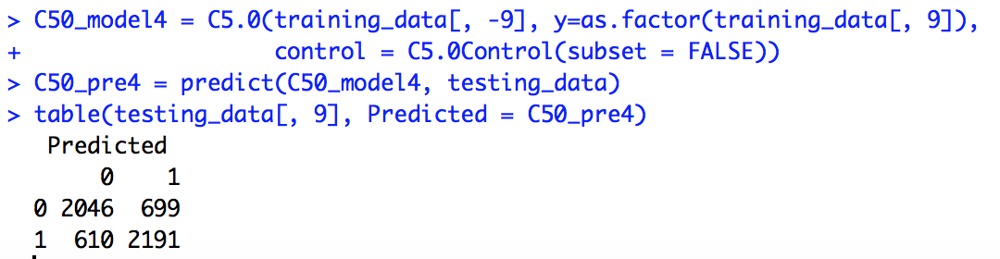 > C50_model4 = C5.0(training_data[, -9], y=as.factor(training_data[, 9]),
+                   control = C5.0Control(subset = FALSE))
> C50_pre4 = predict(C50_model4, testing_data)
> table(testing_data[, 9], Predicted = C50_pre4)
   Predicted
       0    1
  0 2046  699
  1  610 2191